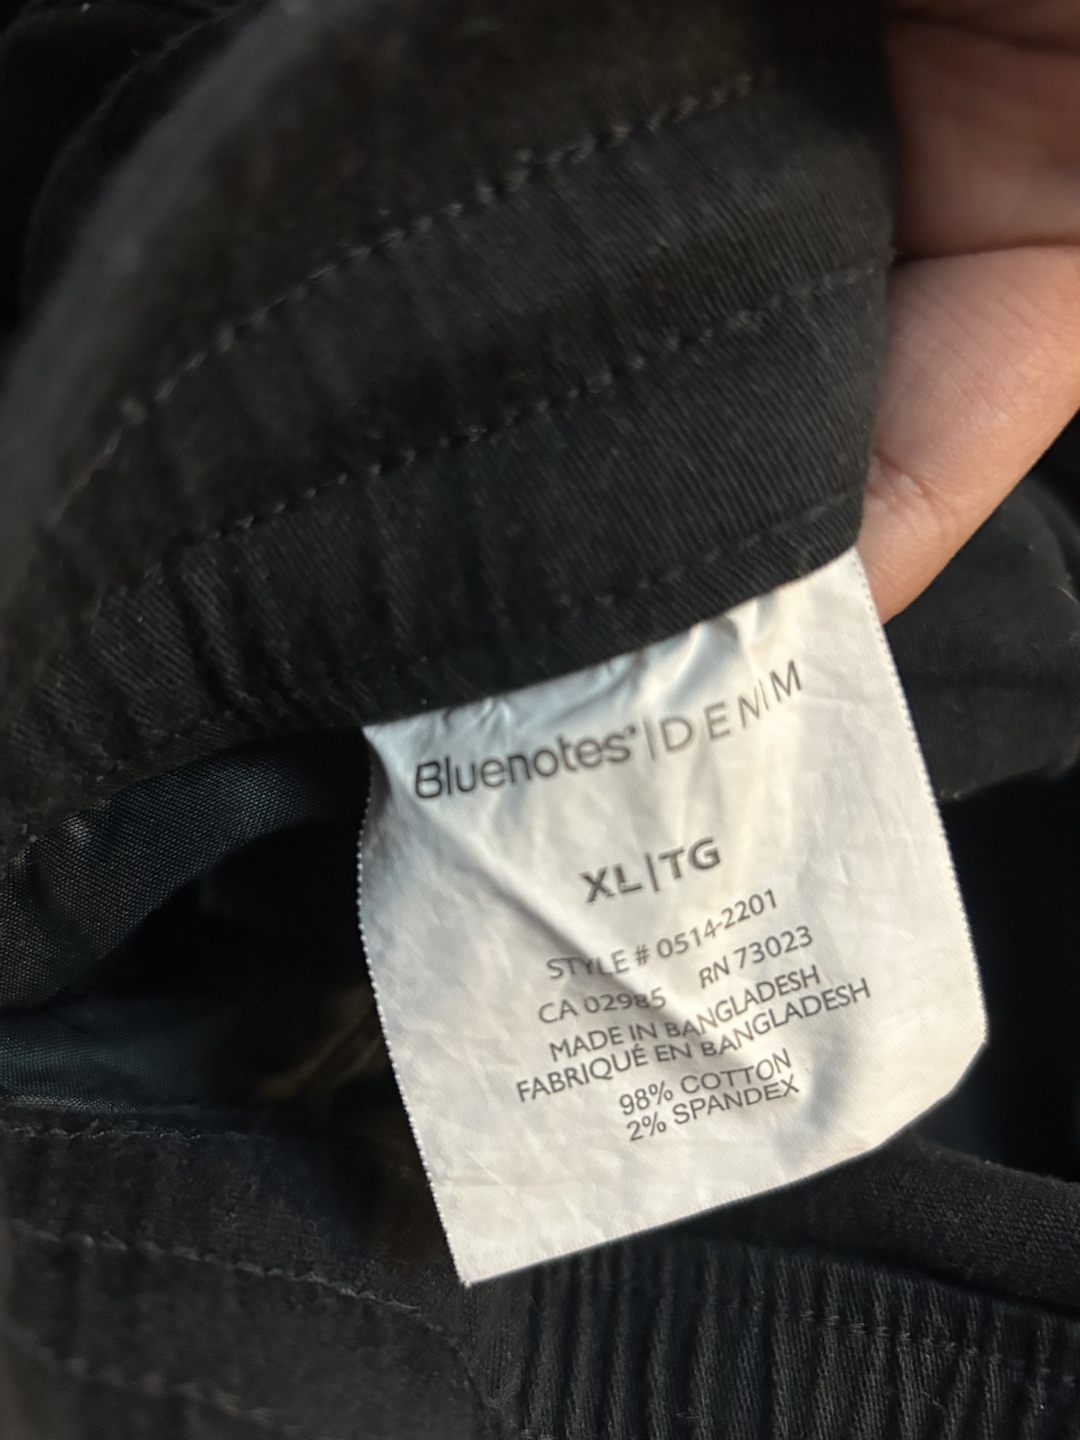 Bluenotes® | DENIM
XL | TG
STYLE # 0514-2201
CA 02985 RN 73023
MADE IN BANGLADESH
FABRIQUÉ EN BANGLADESH
98% COTTON
2% SPANDEX